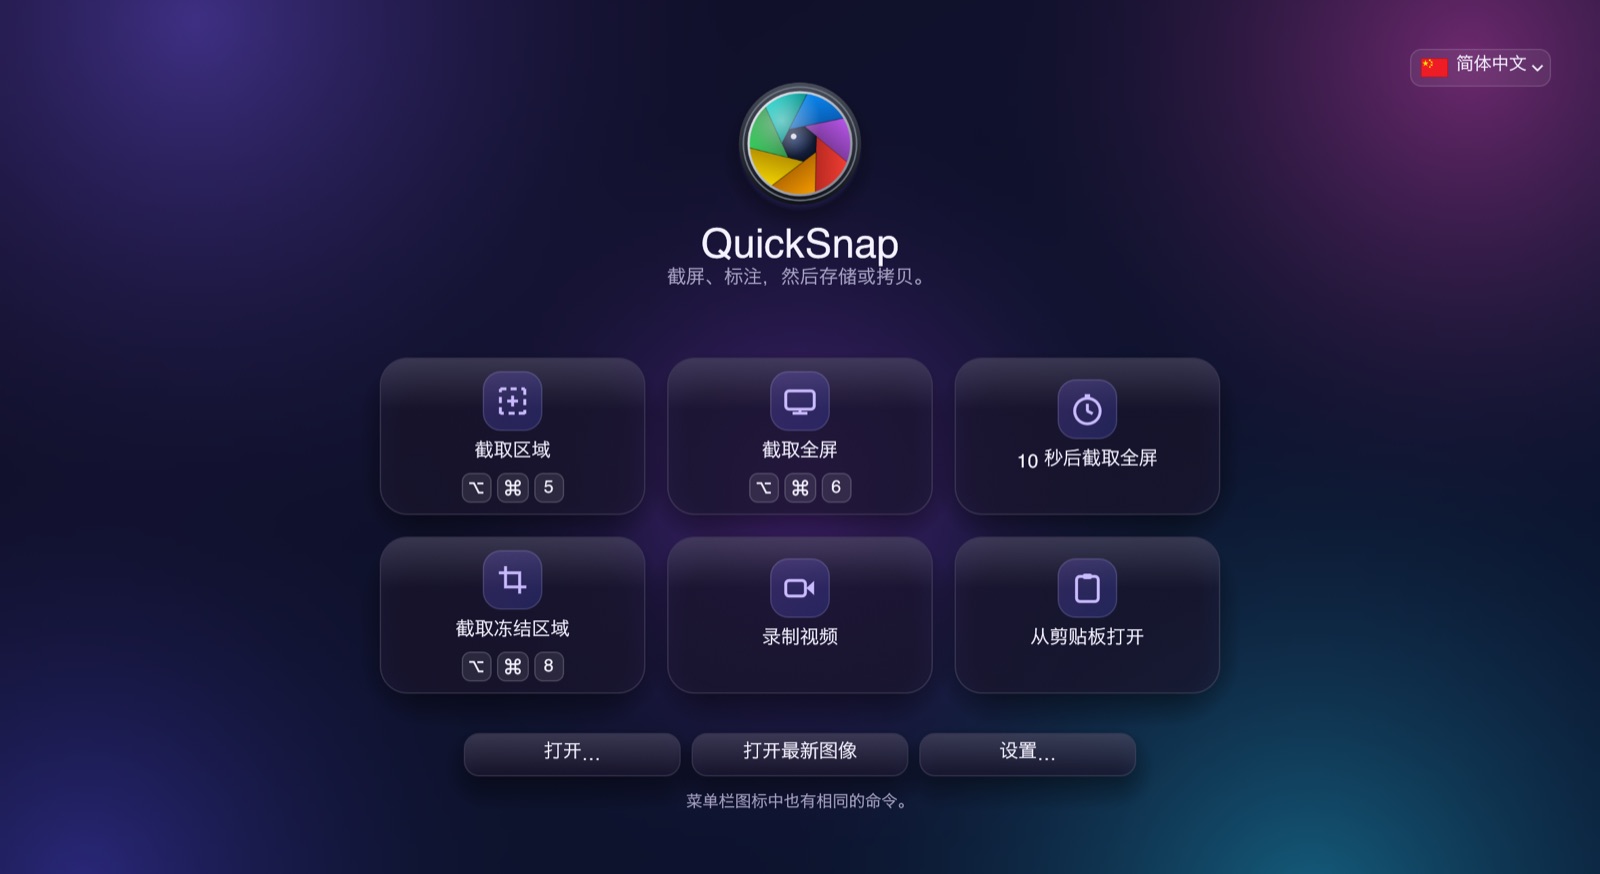 简体中文
QuickSnap
截屏、标注，然后存储或拷贝。
截取区域
⌥ ⌘ 5
截取全屏
⌥ ⌘ 6
10 秒后截取全屏
截取冻结区域
⌥ ⌘ 8
录制视频
从剪贴板打开
打开...
打开最新图像
设置...
菜单栏图标中也有相同的命令。